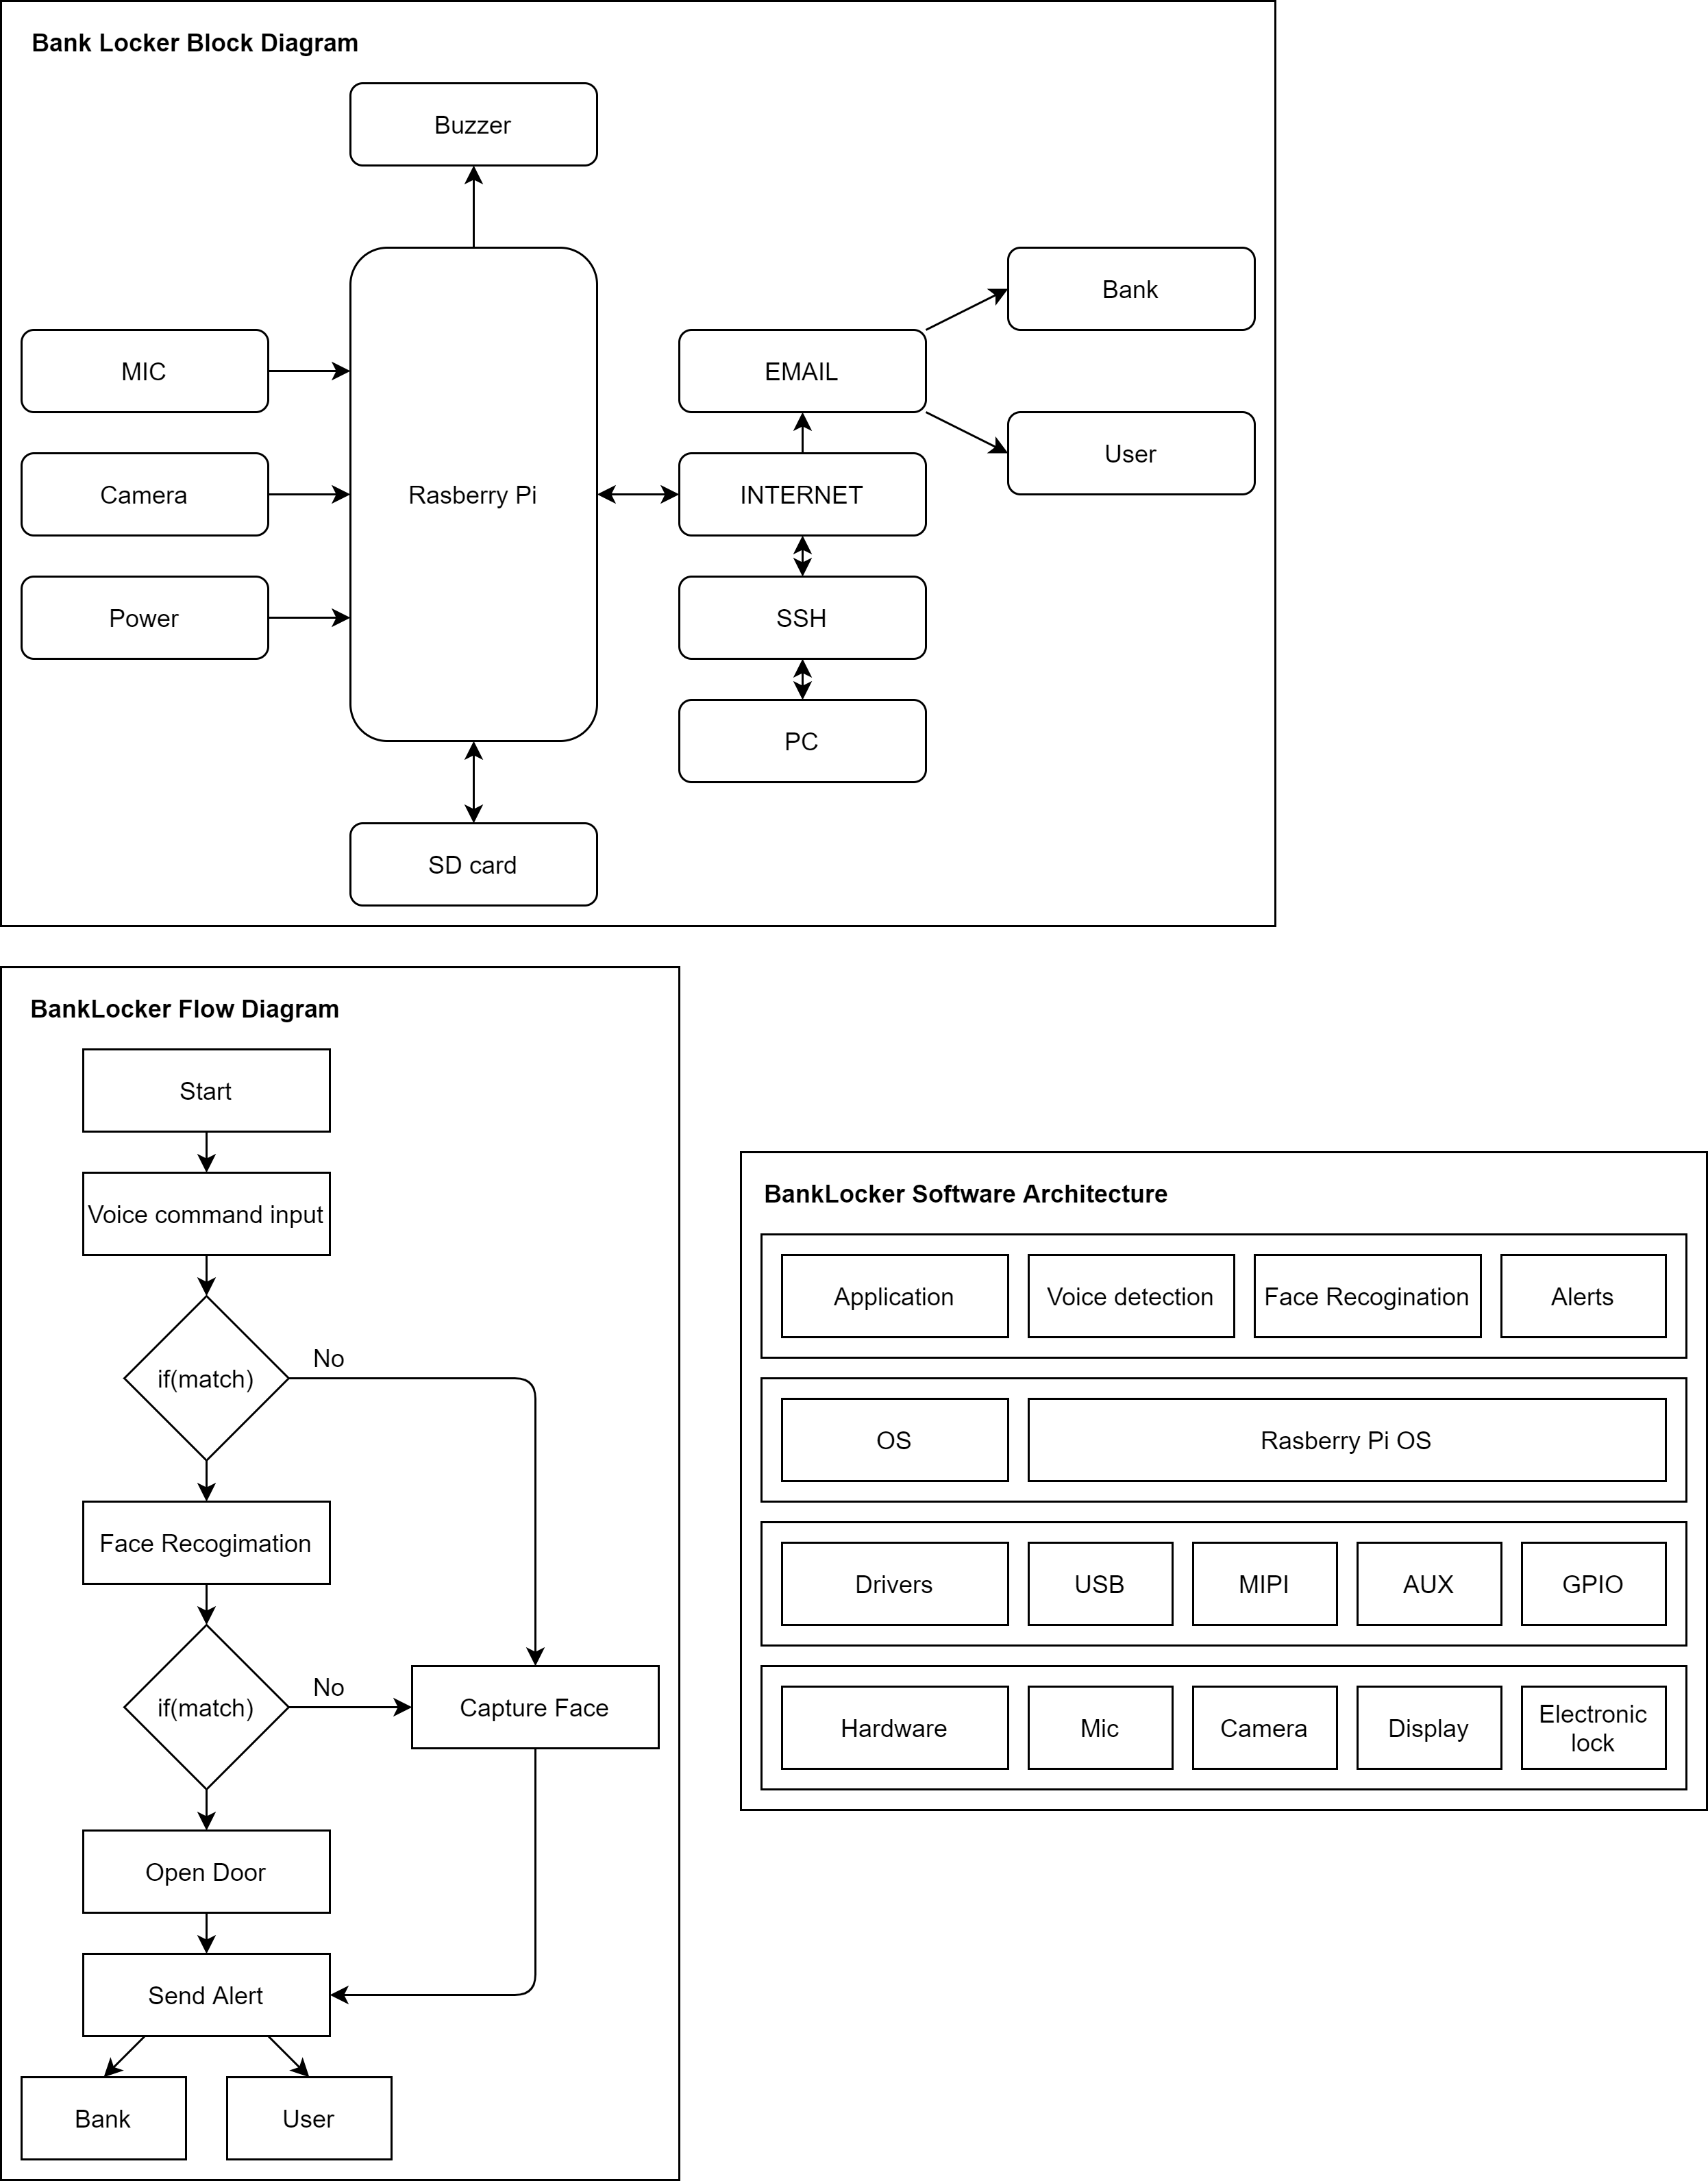 Bank Locker Block Diagram
Buzzer
MIC
Camera
Power
Rasberry Pi
SD card
EMAIL
INTERNET
SSH
PC
Bank
User
BankLocker Flow Diagram
Start
Voice command input
if(match)
No
Face Recogimation
if(match)
No
Capture Face
Open Door
Send Alert
Bank
User
BankLocker Software Architecture
Application
Voice detection
Face Recogination
Alerts
OS
Rasberry Pi OS
Drivers
USB
MIPI
AUX
GPIO
Hardware
Mic
Camera
Display
Electronic
lock